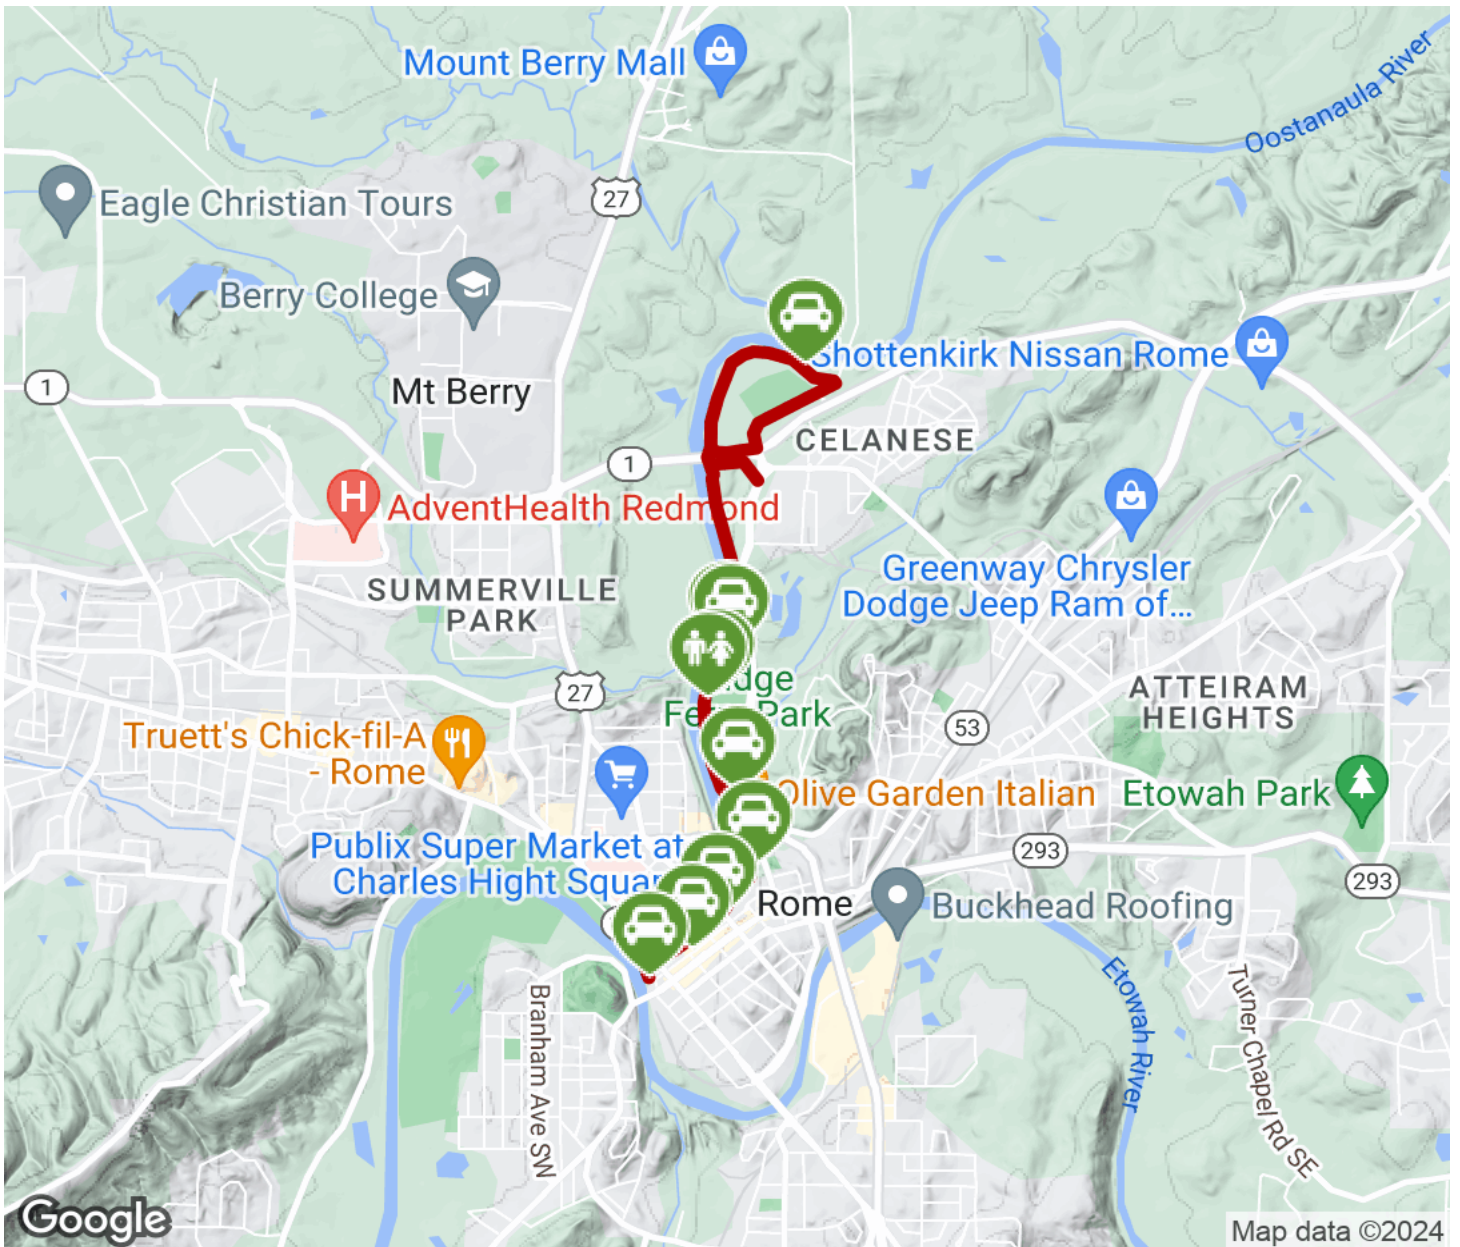 Mount Berry Mall
Oostanaula River
27
Eagle Christian Tours
Berry College
Shottenkirk Nissan Rome
1
Mt Berry
CELANESE
1
H
AdventHealth Redmond
Greenway Chrysler
Dodge Jeep Ram of...
SUMMERVILLE
PARK
27
ATTEIRAM
HEIGHTS
Park
53
Truett's Chick-fil-A
- Rome
Olive Garden Italian
Etowah Park
Publix Super Market at
Charles Hight Squar
293
293
Rome
Buckhead Roofing
Etowah River
Branham Ave SW
Turner Chapel Rd SE
Google
Map data ©2024